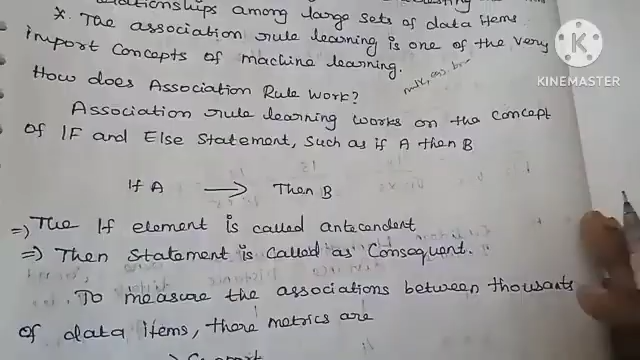 relationships among large sets of data items.
*. The association rule learning is one of the very
import concepts of machine learning.
How does Association Rule work?
Association rule learning works on the concept
of IF and Else Statement, such as if A then B
If A → Then B
⇒ The If element is called antecendent
⇒ Then Statement is called as Consequent.
To measure the associations between thousants
of data items, there metrics are
K
KINEMASTER